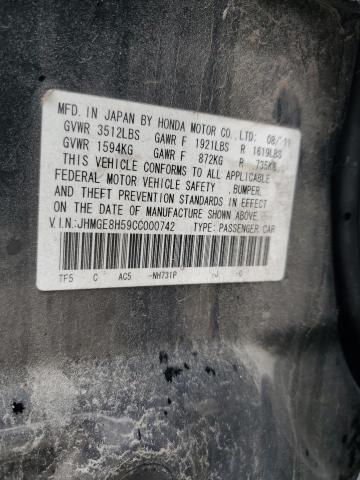 MFD. IN JAPAN BY HONDA MOTOR CO., LTD: 08/ 11
GVWR 3512LBS GAWR F 1921LBS R 1619LBS
GVWR 1594KG GAWR F 872KG R 735KG
THIS VEHICLE CONFORMS TO ALL APPLICABLE
FEDERAL MOTOR VEHICLE SAFETY ,BUMPER,
AND THEFT PREVENTION STANDARDS IN EFFECT
ON THE DATE OF MANUFACTURE SHOWN ABOVE.
V.I.N.:JHMGE8H59CC000742 TYPE: PASSENGER CAR
TF5 C AC5 -NH731P -J -C